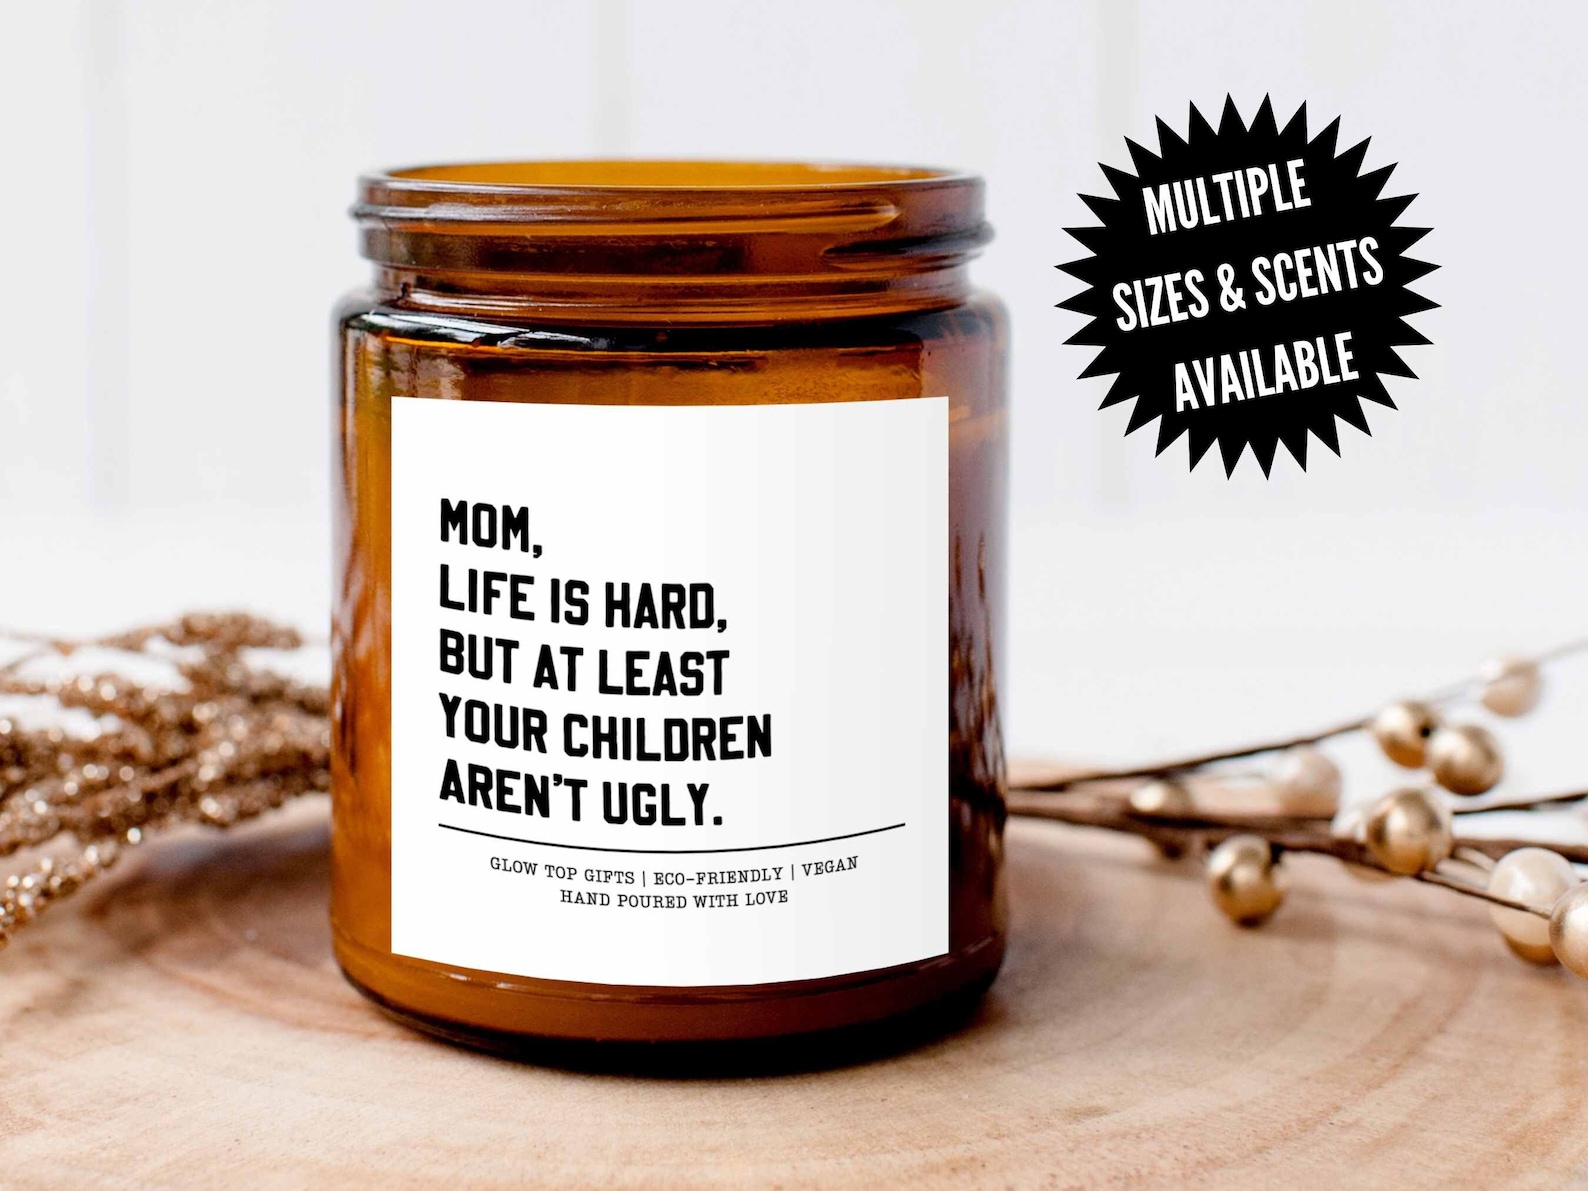 MOM,
LIFE IS HARD,
BUT AT LEAST
YOUR CHILDREN
AREN'T UGLY.
GLOW TOP GIFTS | ECO-FRIENDLY | VEGAN
HAND POURED WITH LOVE
MULTIPLE
SIZES & SCENTS
AVAILABLE